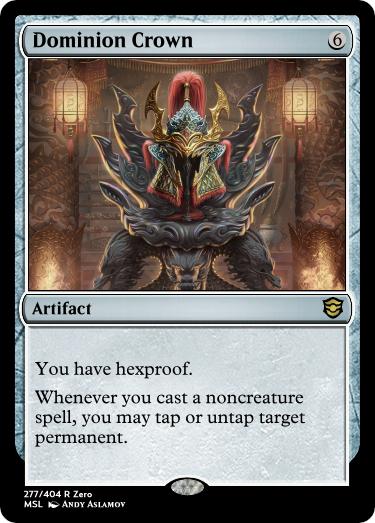 Dominion Crown 6
Artifact
You have hexproof.
Whenever you cast a noncreature
spell, you may tap or untap target
permanent.
277/404 R Zero
MSL Andy Aslamov